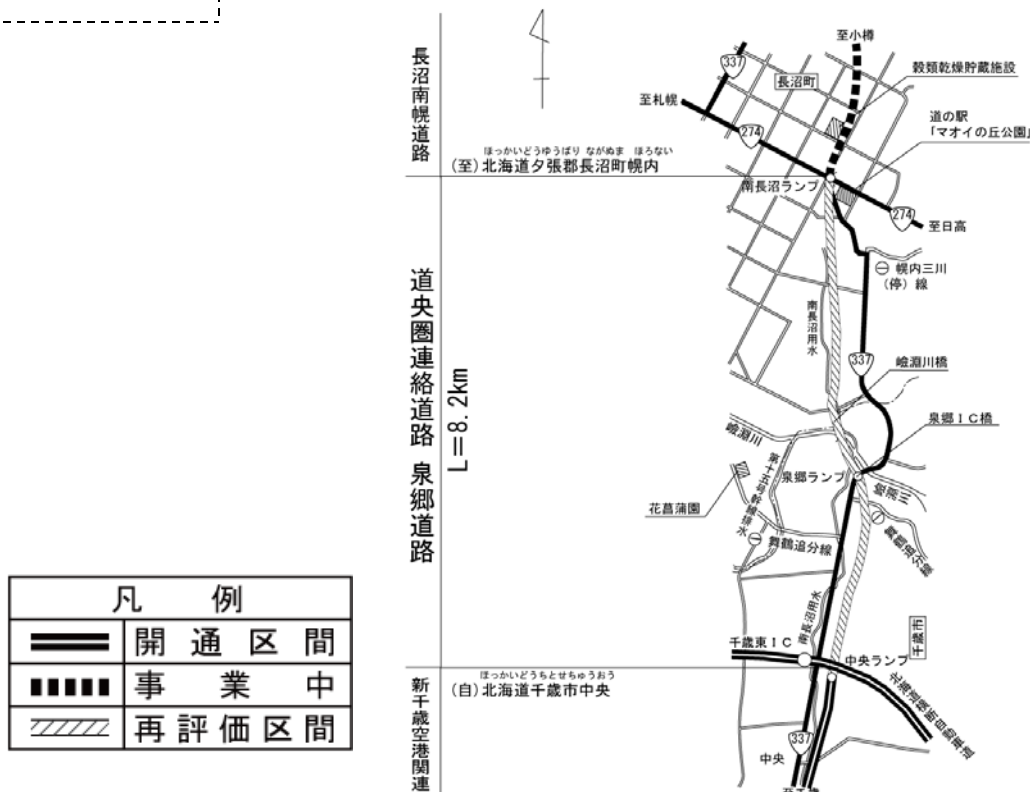 長沼南幌道路
至小樽
337
長沼町
穀類乾燥貯蔵施設
至札幌
274
道の駅
「マオイの丘公園」
ほっかいどうゆうばり ながぬま ほろない
(至)北海道夕張郡長沼町幌内
南長沼ランプ
274
至日高
幌内三川
(停)線
道央圏連絡道路 泉郷道路
L=8.2km
南長沼用水
337
嶮淵川橋
泉郷IC橋
嶮淵川
第十五号幹線排水
泉郷ランプ
嶮淵川
花菖蒲園
舞鶴追分線
舞鶴追分線
南長沼用水
千歳市
千歳東IC
中央ランプ
ほっかいどうちとせちゅうおう
(自)北海道千歳市中央
北海道横断自動車道
新千歳空港関連
337
中央
至千歳
凡例
開通区間
事業中
再評価区間